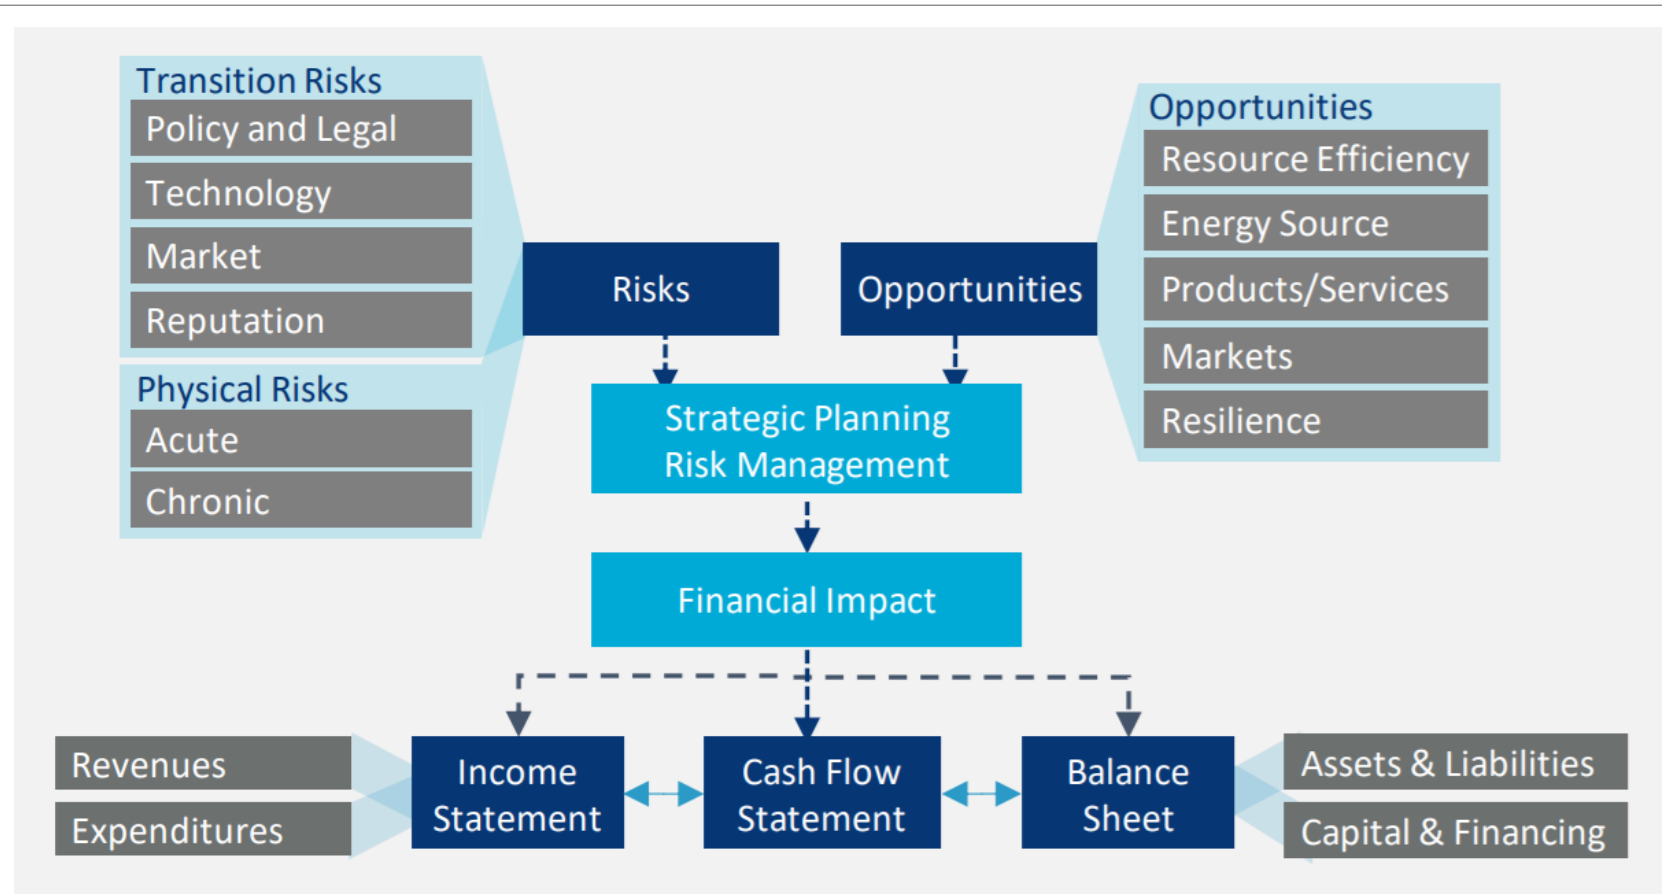 Transition Risks
Policy and Legal
Technology
Market
Reputation
Physical Risks
Acute
Chronic
Risks
Opportunities
Opportunities
Resource Efficiency
Energy Source
Products/Services
Markets
Resilience
Strategic Planning
Risk Management
Financial Impact
Revenues
Expenditures
Income
Statement
Cash Flow
Statement
Balance
Sheet
Assets & Liabilities
Capital & Financing